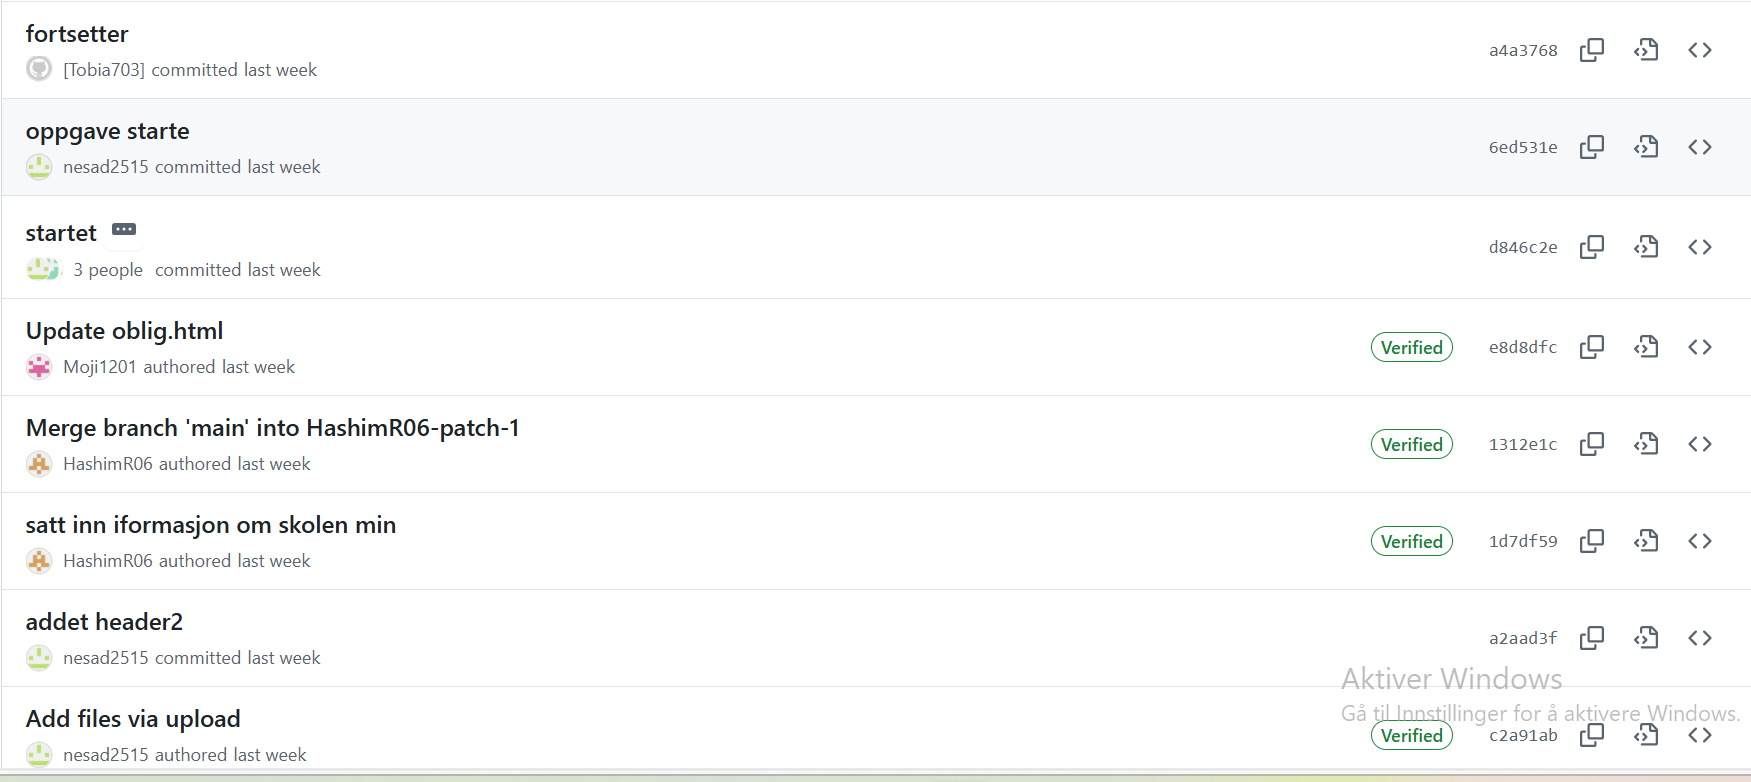 fortsetter
[Tobia703] committed last week
a4a3768
oppgave starte
nesad2515 committed last week
6ed531e
startet
3 people committed last week
d846c2e
Update oblig.html
Moji1201 authored last week
Verified e8d8dfc
Merge branch 'main' into HashimR06-patch-1
HashimR06 authored last week
Verified 1312e1c
satt inn iformasjon om skolen min
HashimR06 authored last week
Verified 1d7df59
addet header2
nesad2515 committed last week
a2aad3f
Add files via upload
nesad2515 authored last week
Verified c2a91ab
Aktiver Windows
Gå til Innstillinger for å aktivere Windows.